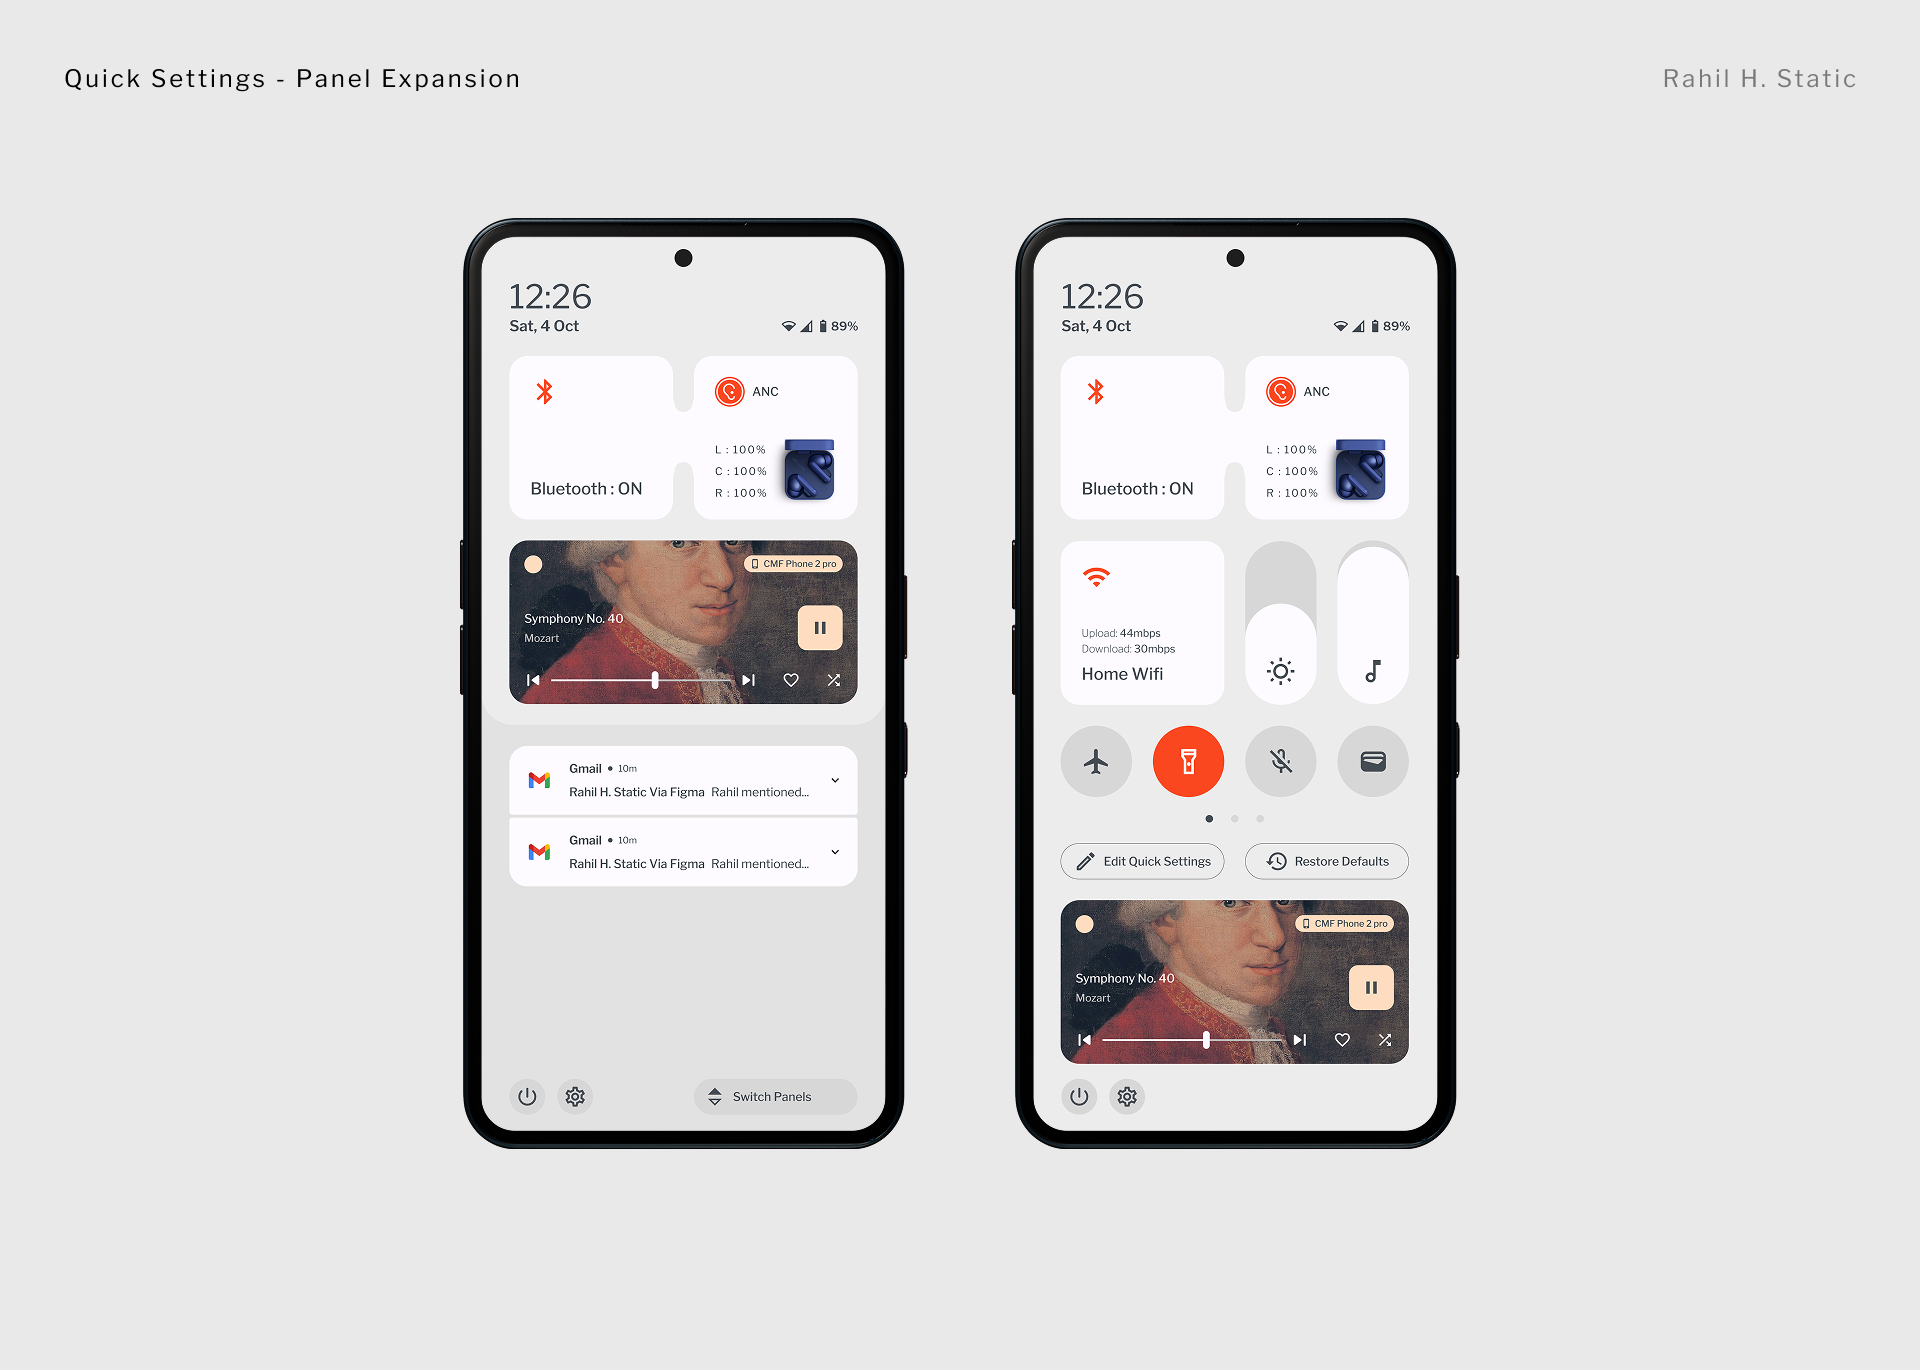 Quick Settings - Panel Expansion
Rahil H. Static
12:26
Sat, 4 Oct
89%
ANC
L : 100%
C : 100%
R : 100%
Bluetooth : ON
CMF Phone 2 pro
Symphony No. 40
Mozart
Gmail • 10m
Rahil H. Static Via Figma Rahil mentioned...
Gmail • 10m
Rahil H. Static Via Figma Rahil mentioned...
Switch Panels
12:26
Sat, 4 Oct
89%
ANC
L : 100%
C : 100%
R : 100%
Bluetooth : ON
Upload: 44mbps
Download: 30mbps
Home Wifi
Edit Quick Settings
Restore Defaults
CMF Phone 2 pro
Symphony No. 40
Mozart